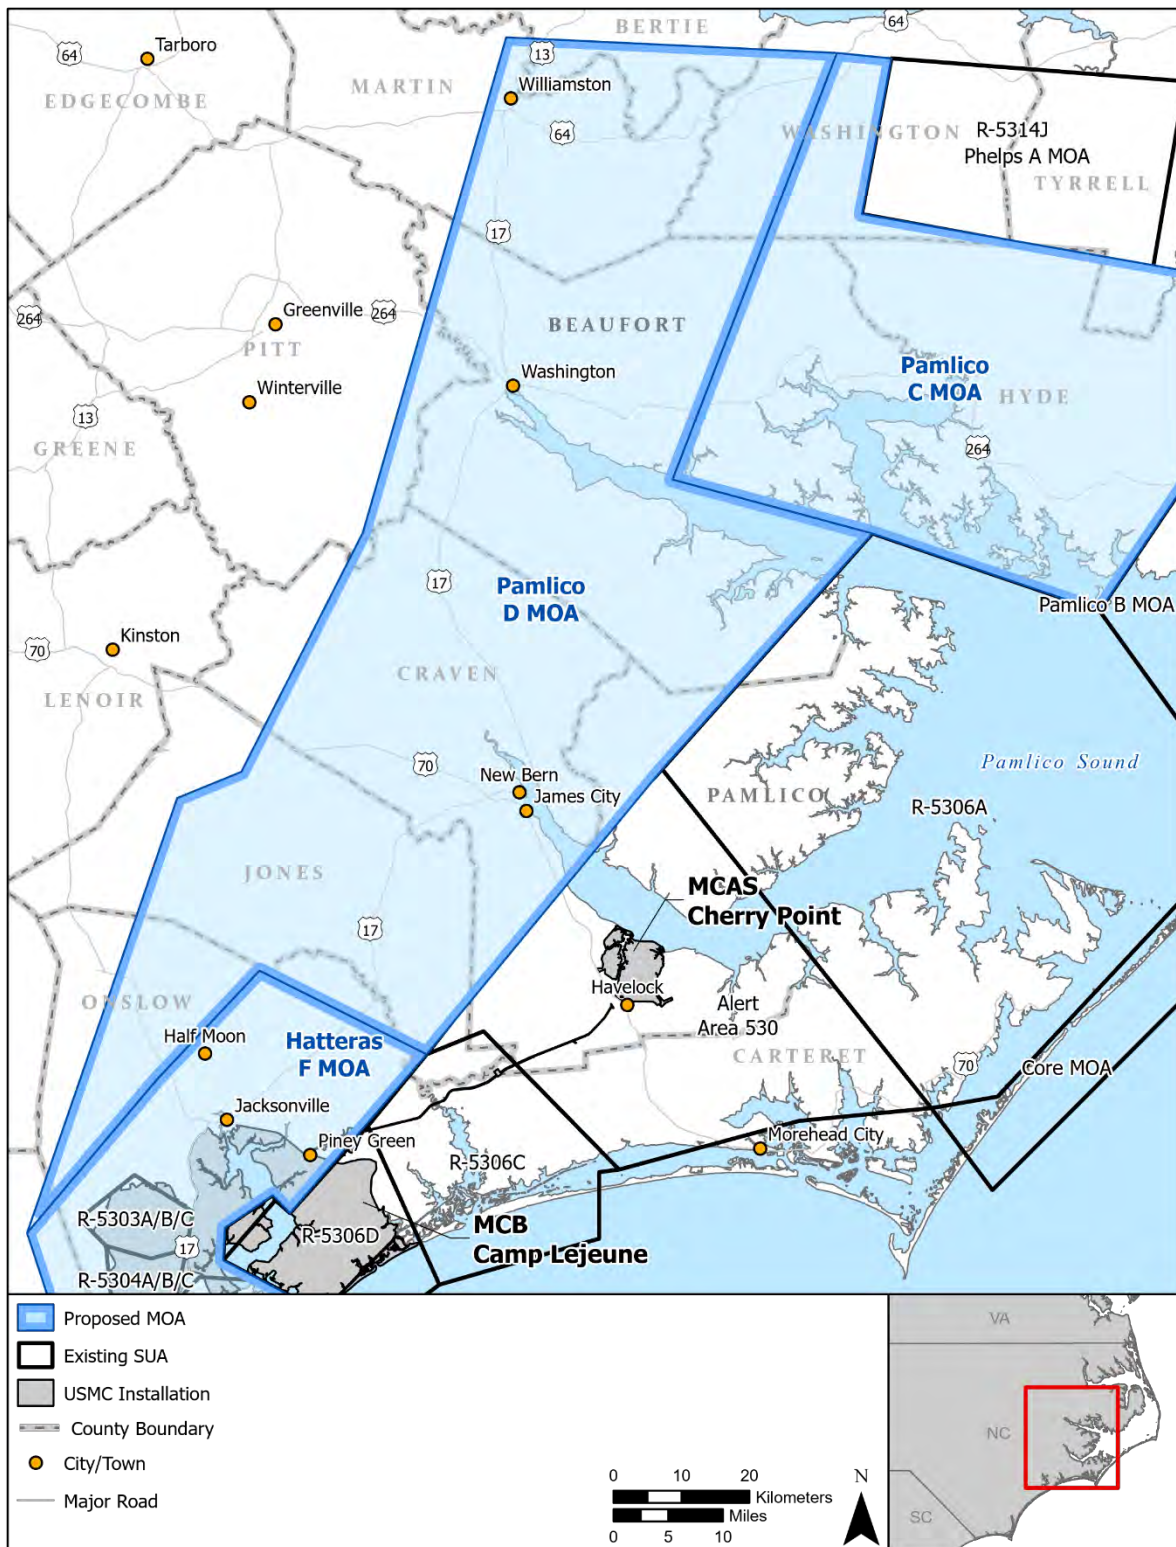 BERTIE
64
Tarboro
64
13
EDGECOMBE
MARTIN
Williamston
64
WASHINGTON
R-5314J
Phelps A MOA
TYRRELL
17
Greenville
264
264
PITT
BEAUFORT
Winterville
Washington
Pamlico
C MOA
HYDE
13
GREENE
264
17
Pamlico
D MOA
Pamlico B MOA
Kinston
70
LENOIR
CRAVEN
70
New Bern
James City
PAMLICO
Pamlico Sound
R-5306A
JONES
MCAS
Cherry Point
17
Havelock
Alert
Area 530
ONSLOW
Half Moon
Hatteras
F MOA
CARTERET
70
Core MOA
Jacksonville
Piney Green
Morehead City
R-5306C
R-5303A/B/C
17
R-5306D
MCB
Camp Lejeune
R-5304A/B/C
Proposed MOA
Existing SUA
USMC Installation
County Boundary
City/Town
Major Road
0 10 20
Kilometers
Miles
0 5 10
N
VA
NC
SC